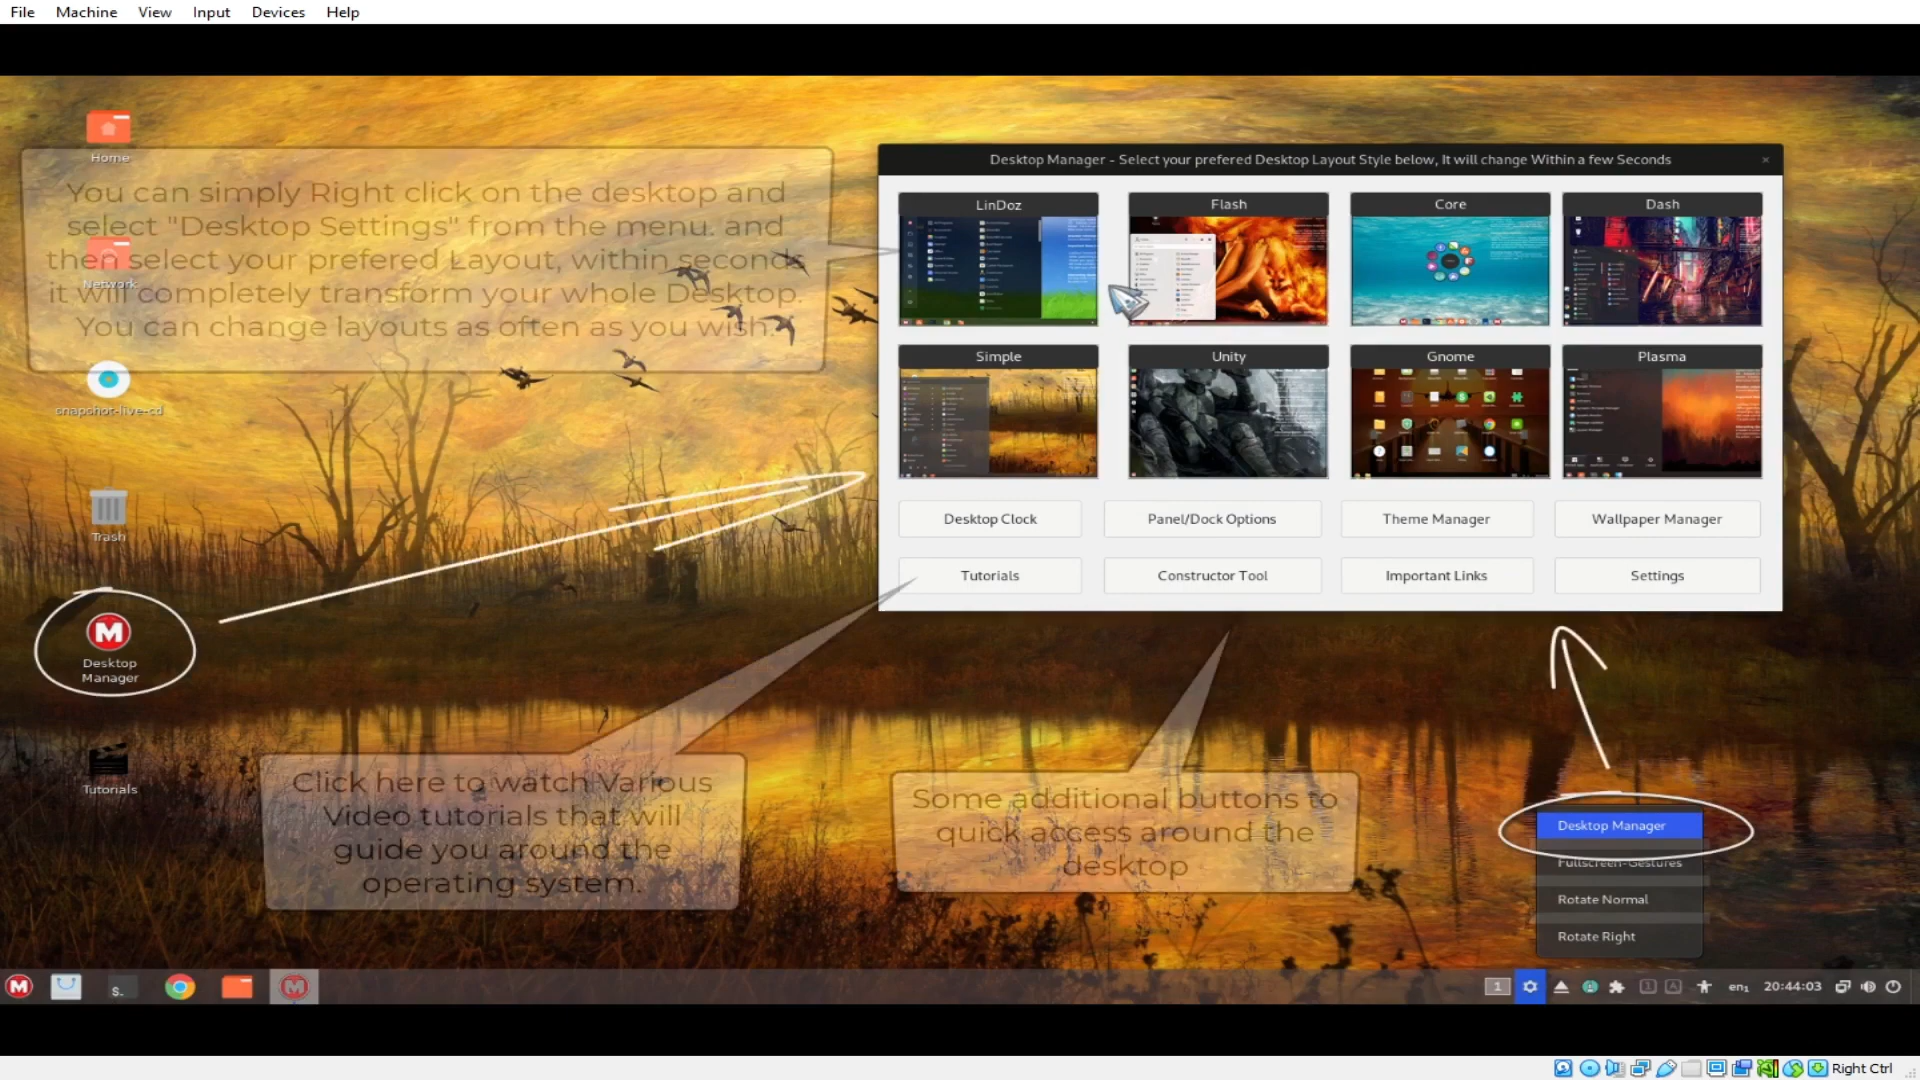 File Machine View Input Devices Help
Home
Network
snapshot-live-cd
Trash
Desktop
Manager
Tutorials
You can simply Right click on the desktop and
select "Desktop Settings" from the menu. and
then select your prefered Layout, within seconds
it will completely transform your whole Desktop.
You can change layouts as often as you wish.
Desktop Manager - Select your prefered Desktop Layout Style below, It will change Within a few Seconds
LinDoz Flash Core Dash
Simple Unity Gnome Plasma
Desktop Clock Panel/Dock Options Theme Manager Wallpaper Manager
Tutorials Constructor Tool Important Links Settings
Click here to watch Various
Video tutorials that will
guide you around the
operating system.
Some additional buttons to
quick access around the
desktop
Desktop Manager
Fullscreen-Gestures
Rotate Normal
Rotate Right
1 en1 20:44:03
Right Ctrl